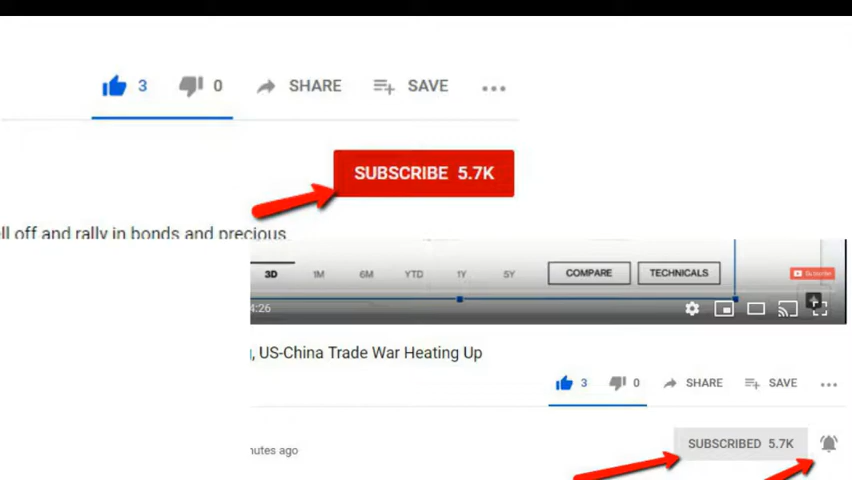 3 0 SHARE SAVE
SUBSCRIBE 5.7K
ll off and rally in bonds and precious
3D 1M 6M YTD 1Y 5Y COMPARE TECHNICALS Subscribe
4:26
, US-China Trade War Heating Up
3 0 SHARE SAVE
SUBSCRIBED 5.7K
nutes ago